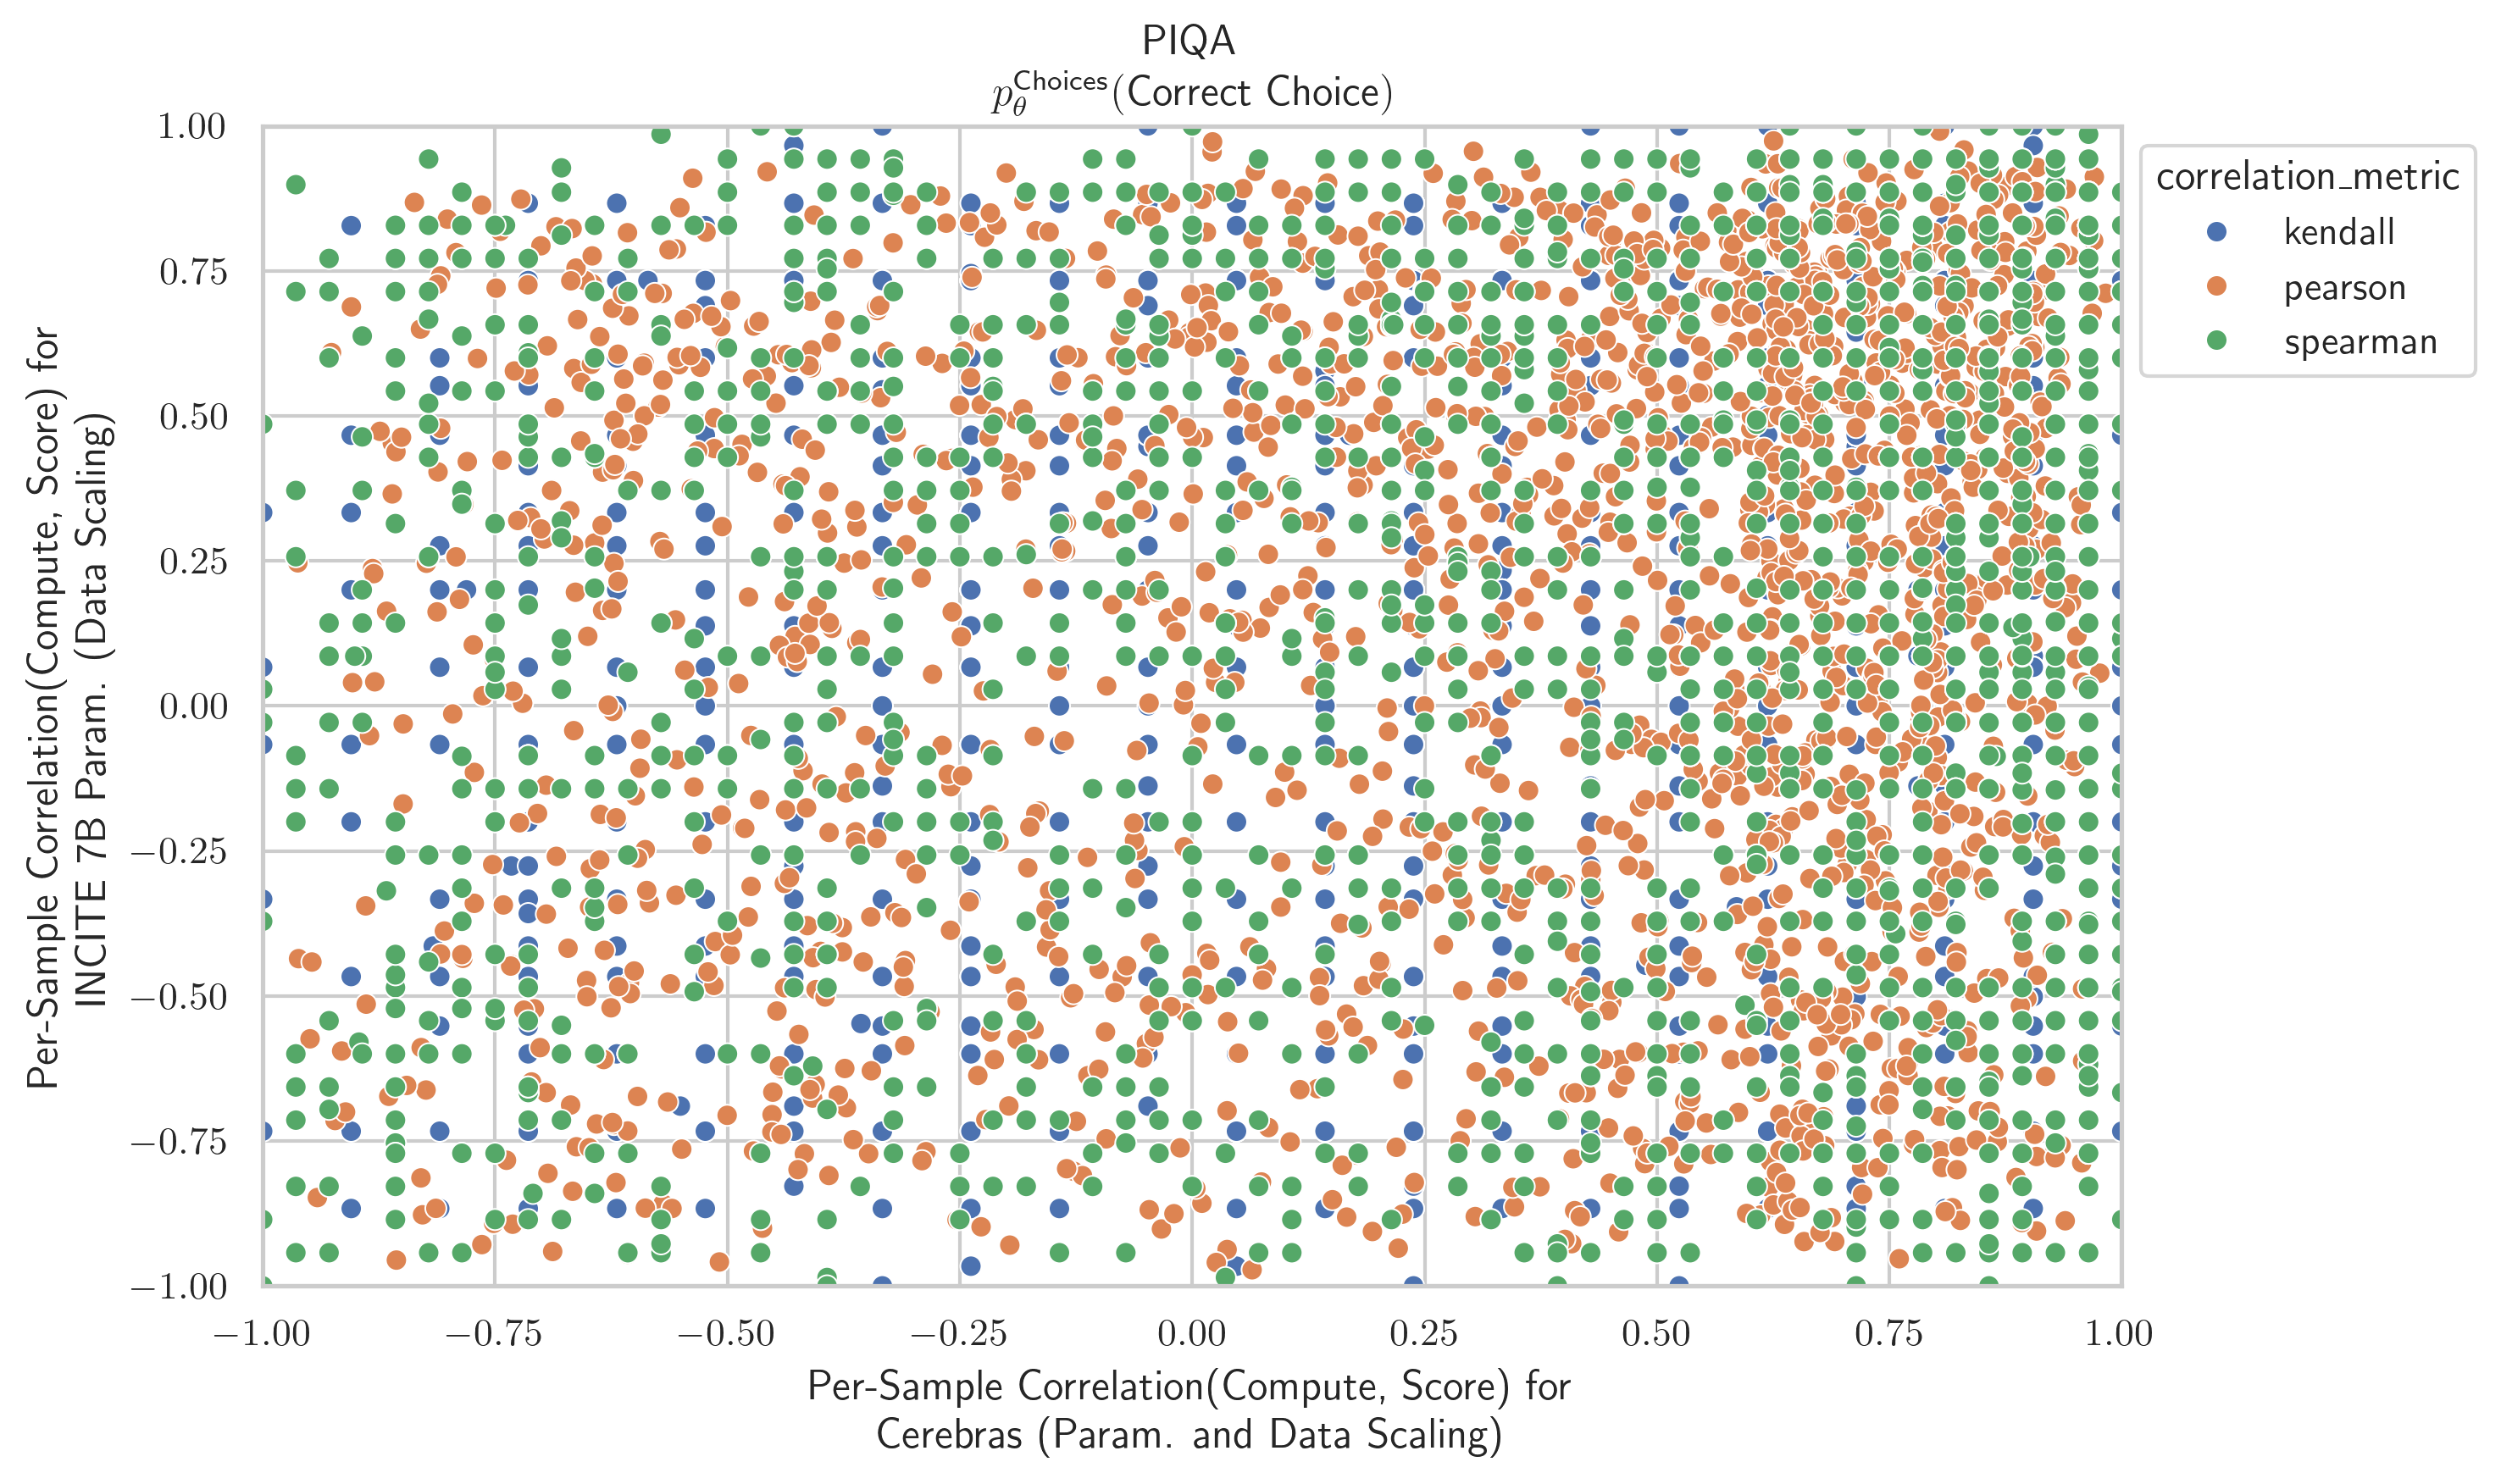 PIQA
p_θ^Choices(Correct Choice)
1.00
0.75
0.50
0.25
0.00
−0.25
−0.50
−0.75
−1.00
Per-Sample Correlation(Compute, Score) for
INCITE 7B Param. (Data Scaling)
−1.00 −0.75 −0.50 −0.25 0.00 0.25 0.50 0.75 1.00
Per-Sample Correlation(Compute, Score) for
Cerebras (Param. and Data Scaling)
correlation_metric
kendall
pearson
spearman